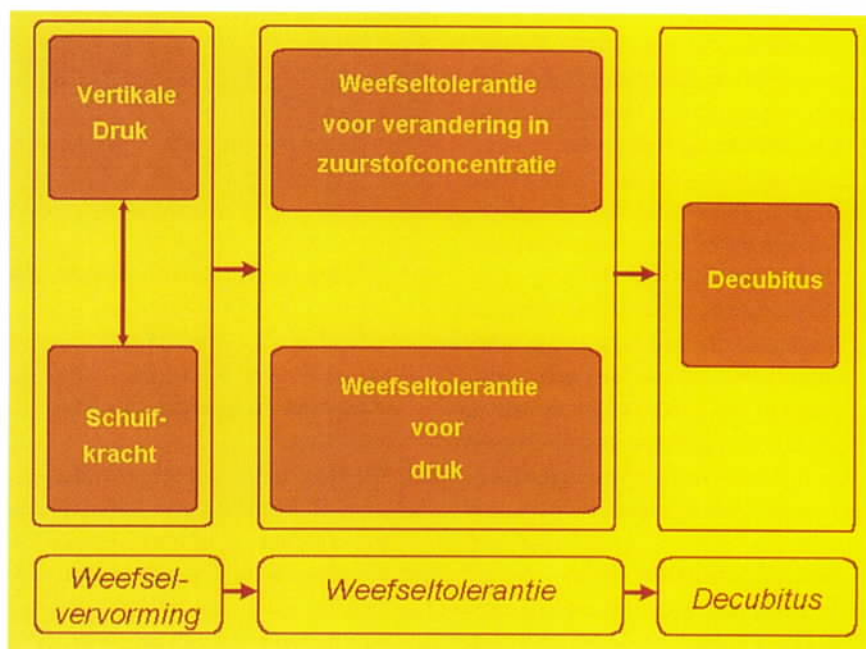 Vertikale
Druk
Schuif-
kracht
Weefseltolerantie
voor verandering in
zuurstofconcentratie
Weefseltolerantie
voor
druk
Decubitus
Weefsel-
vervorming
Weefseltolerantie
Decubitus